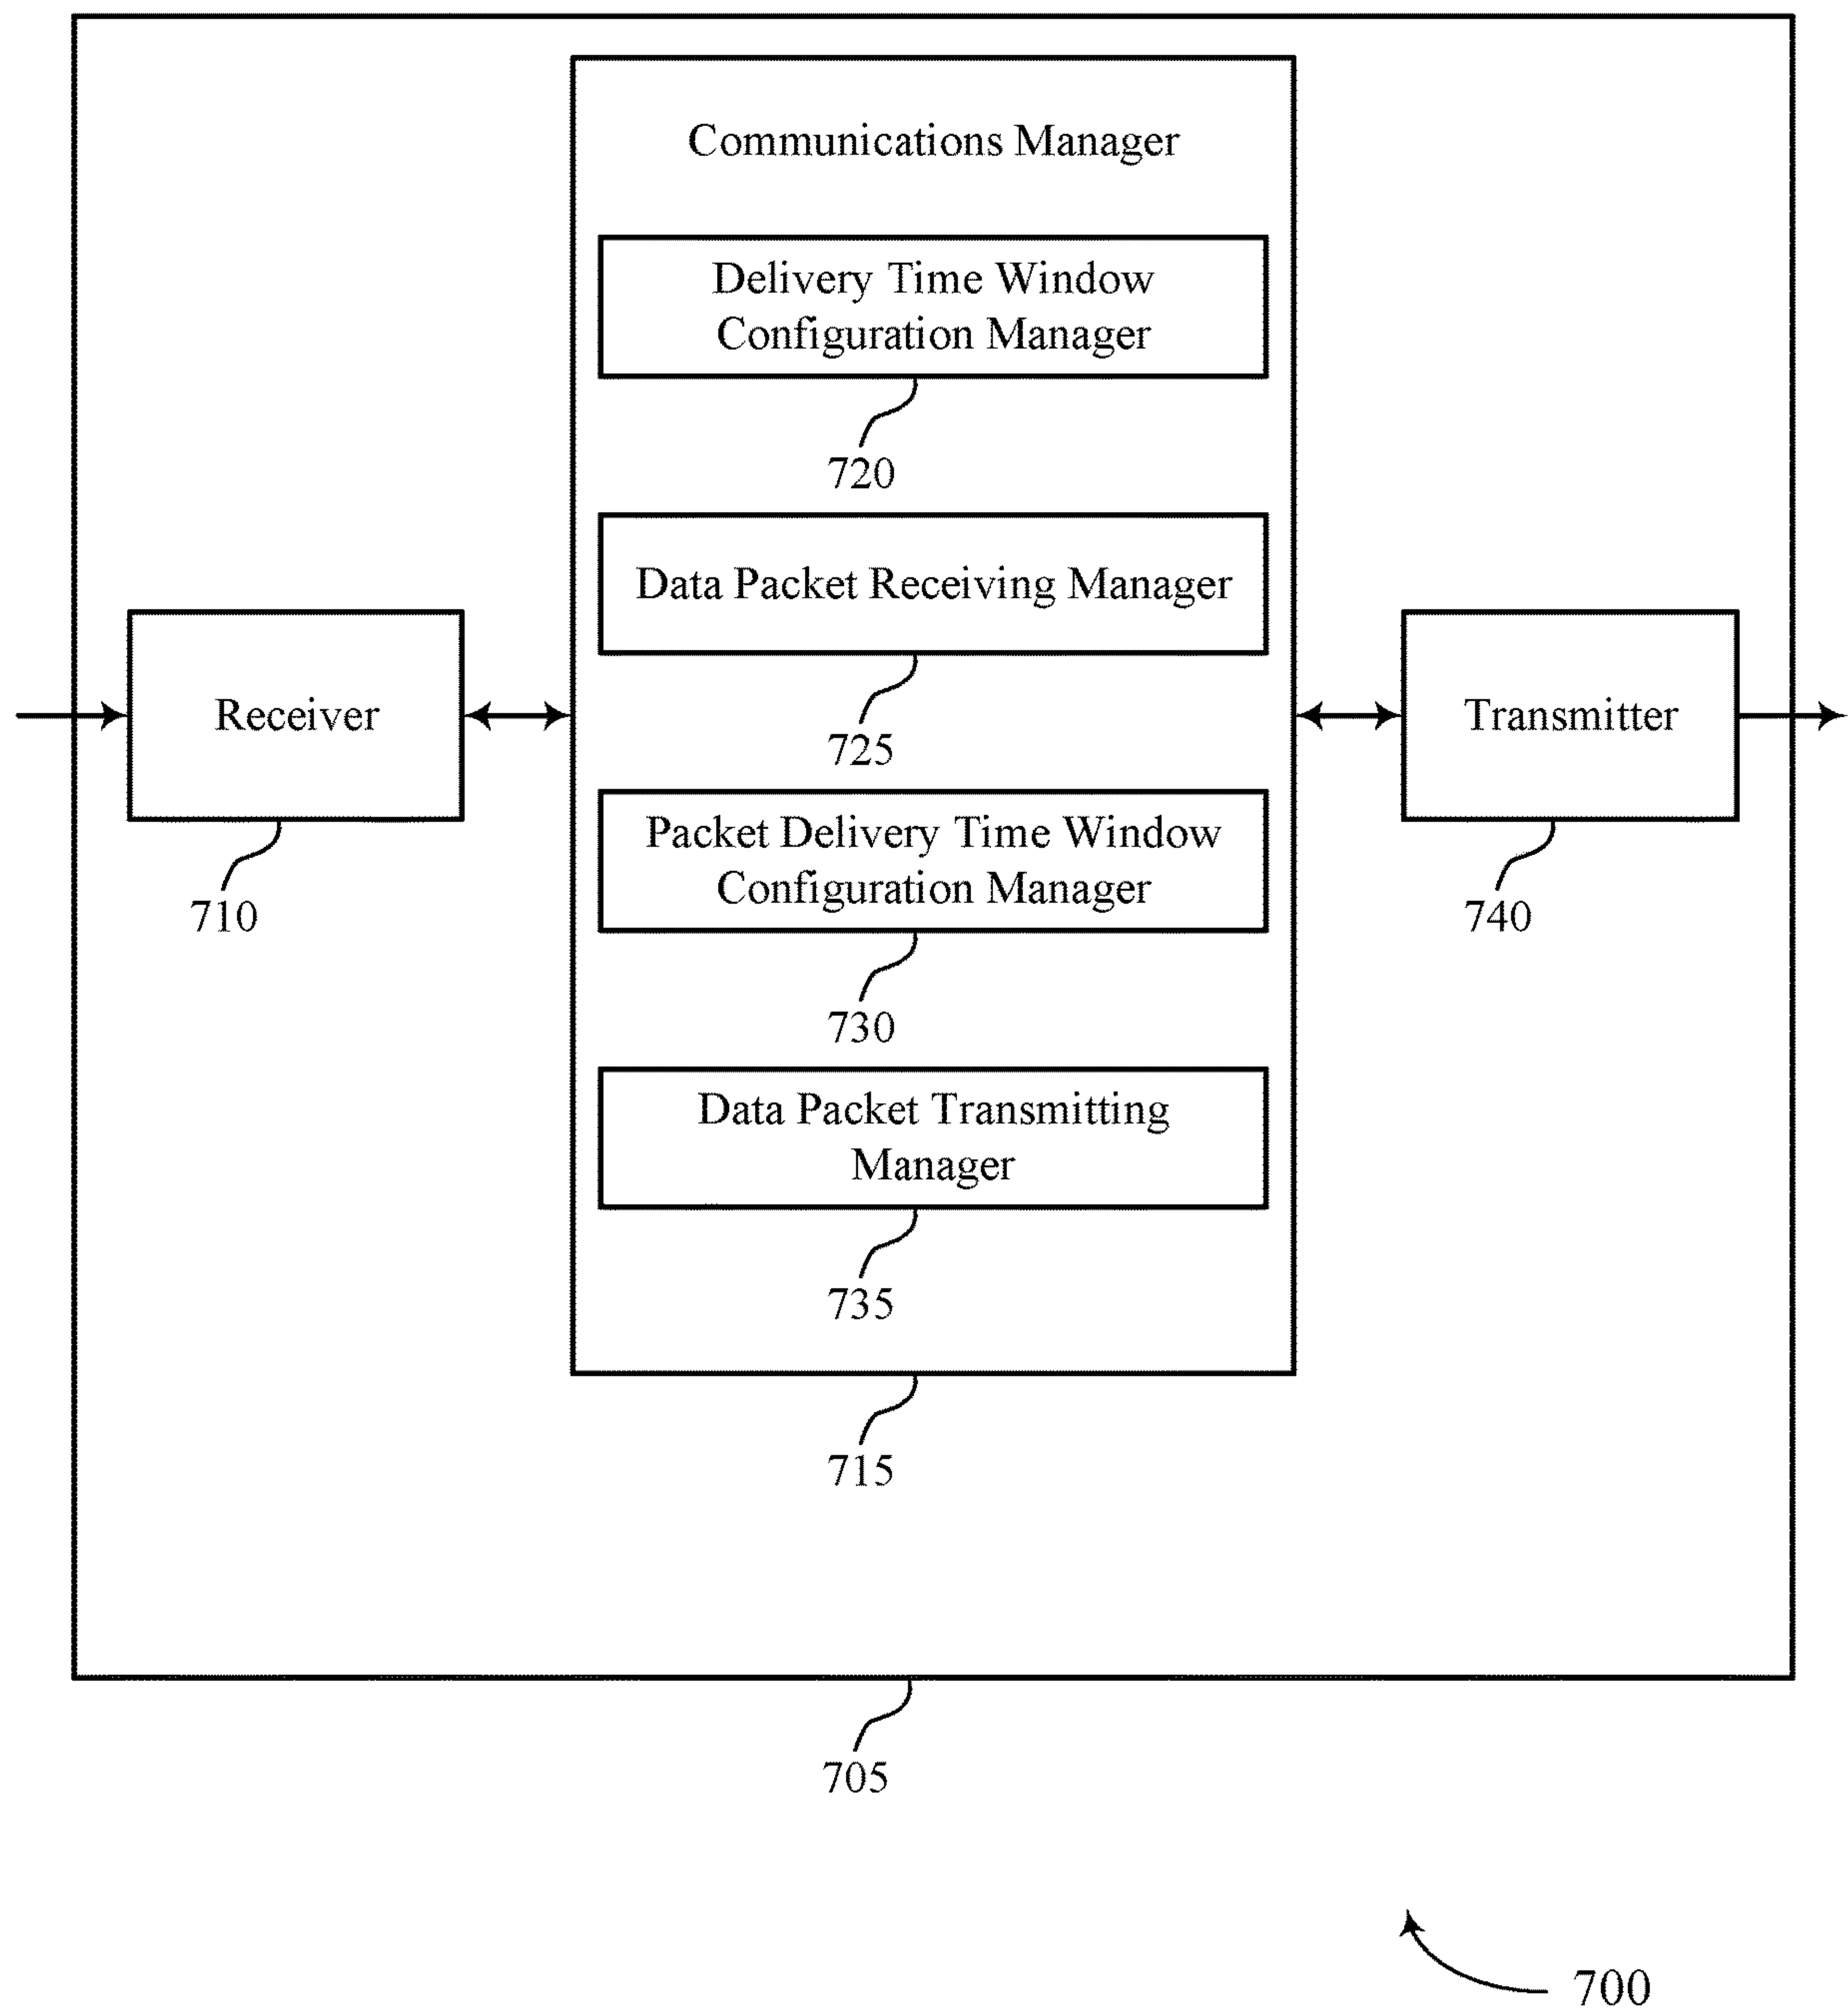 Communications Manager
Delivery Time Window
Configuration Manager
720
Data Packet Receiving Manager
725
Receiver
710
Packet Delivery Time Window
Configuration Manager
730
Transmitter
740
Data Packet Transmitting
Manager
735
715
705
700